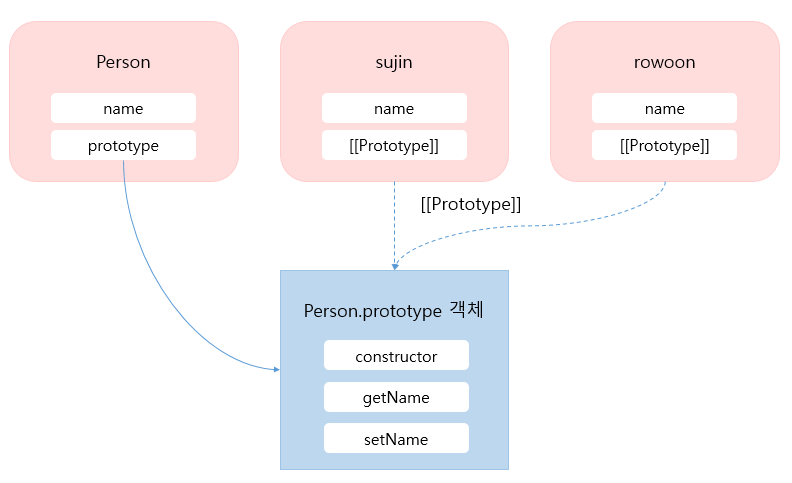 Person
name
prototype
sujin
name
[[Prototype]]
rowoon
name
[[Prototype]]
[[Prototype]]
Person.prototype 객체
constructor
getName
setName